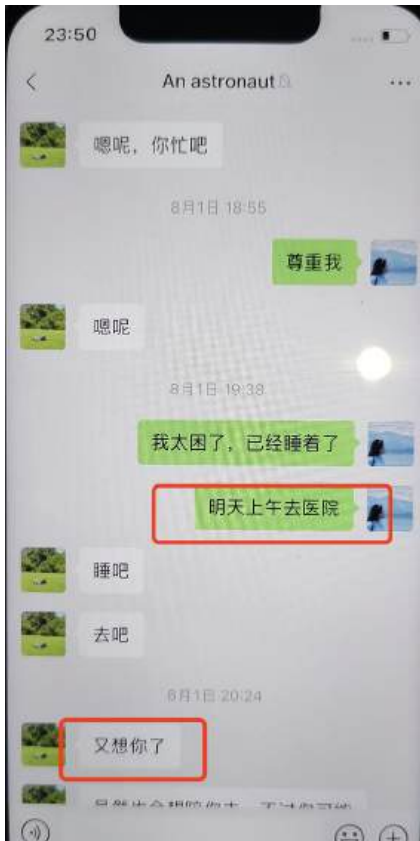 23:50
An astronaut
嗯呢，你忙吧
8月1日 18:55
尊重我
嗯呢
8月1日 19:38
我太困了，已经睡着了
明天上午去医院
睡吧
去吧
8月1日 20:24
又想你了